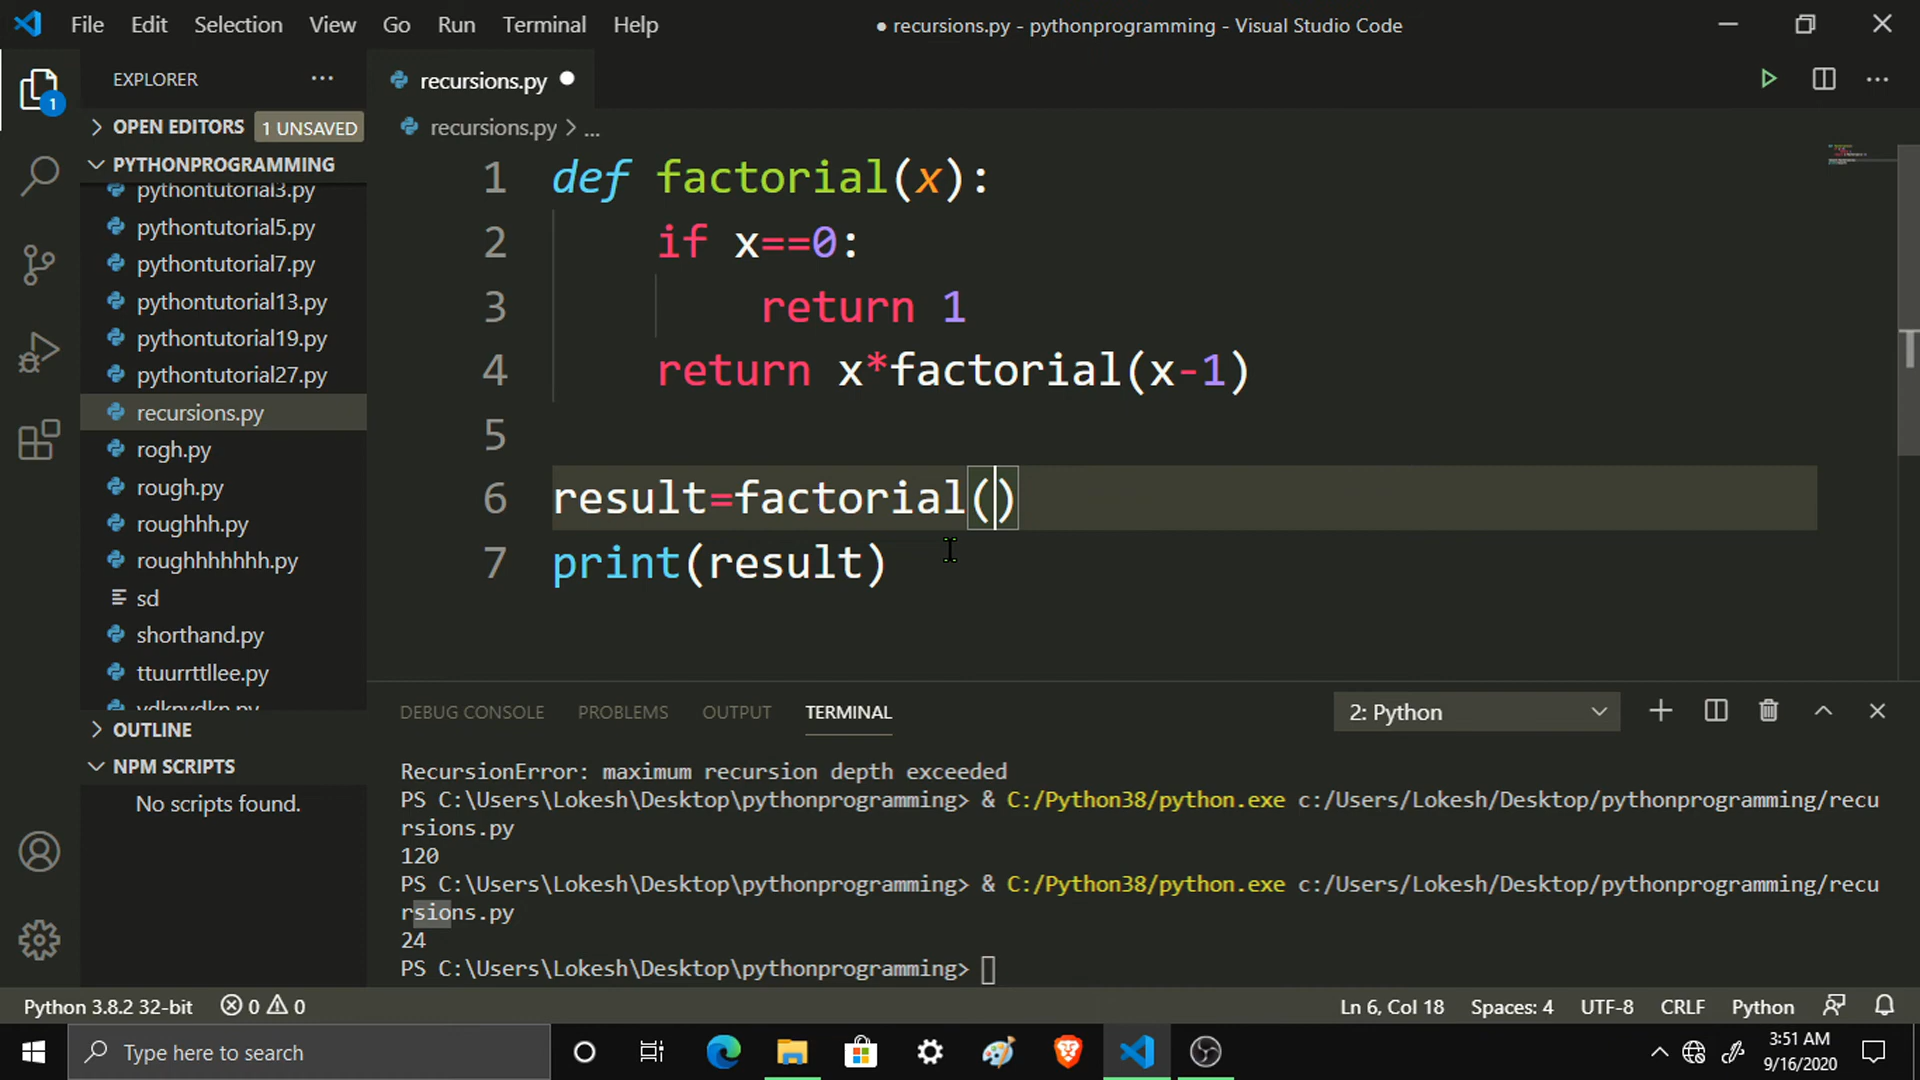 File Edit Selection View Go Run Terminal Help
● recursions.py - pythonprogramming - Visual Studio Code
EXPLORER ···
recursions.py
1
OPEN EDITORS 1 UNSAVED
recursions.py > ...
PYTHONPROGRAMMING
pythontutorial3.py
pythontutorial5.py
pythontutorial7.py
pythontutorial13.py
pythontutorial19.py
pythontutorial27.py
recursions.py
rogh.py
rough.py
roughhh.py
roughhhhhhh.py
sd
shorthand.py
ttuurrttllee.py
OUTLINE
NPM SCRIPTS
No scripts found.
1 def factorial(x):
2 if x==0:
3 return 1
4 return x*factorial(x-1)
5
6 result=factorial()
7 print(result)
DEBUG CONSOLE PROBLEMS OUTPUT TERMINAL 2: Python
RecursionError: maximum recursion depth exceeded
PS C:\Users\Lokesh\Desktop\pythonprogramming> & C:/Python38/python.exe c:/Users/Lokesh/Desktop/pythonprogramming/recu
rsions.py
120
PS C:\Users\Lokesh\Desktop\pythonprogramming> & C:/Python38/python.exe c:/Users/Lokesh/Desktop/pythonprogramming/recu
rsions.py
24
PS C:\Users\Lokesh\Desktop\pythonprogramming>
Python 3.8.2 32-bit 0 0 Ln 6, Col 18 Spaces: 4 UTF-8 CRLF Python
Type here to search
3:51 AM
9/16/2020